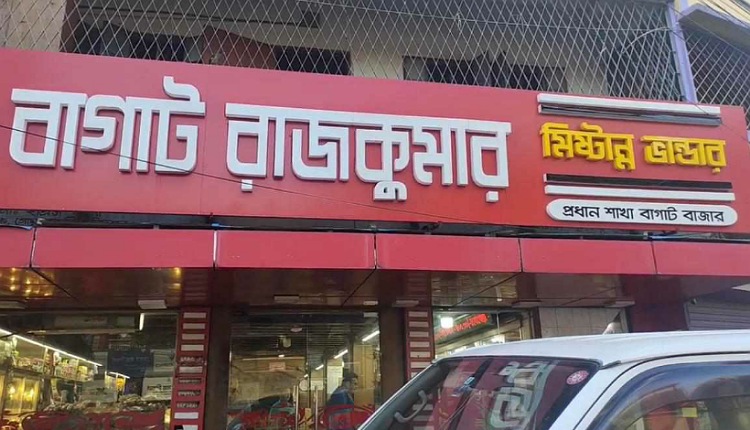 বাগাট রাজকুমার
মিষ্টান্ন ভান্ডার
প্রধান শাখা বাগাট বাজার